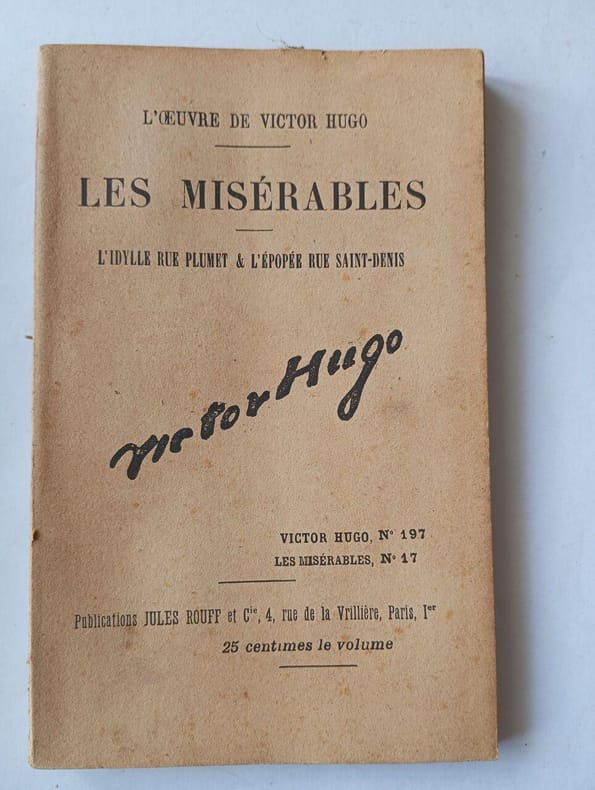 L'ŒUVRE DE VICTOR HUGO
LES MISÉRABLES
L'IDYLLE RUE PLUMET & L'ÉPOPÉE RUE SAINT-DENIS
Victor Hugo
VICTOR HUGO, N° 197
LES MISÉRABLES, N° 17
Publications JULES ROUFF et Cie, 4, rue de la Vrillière, Paris, Ier
25 centimes le volume